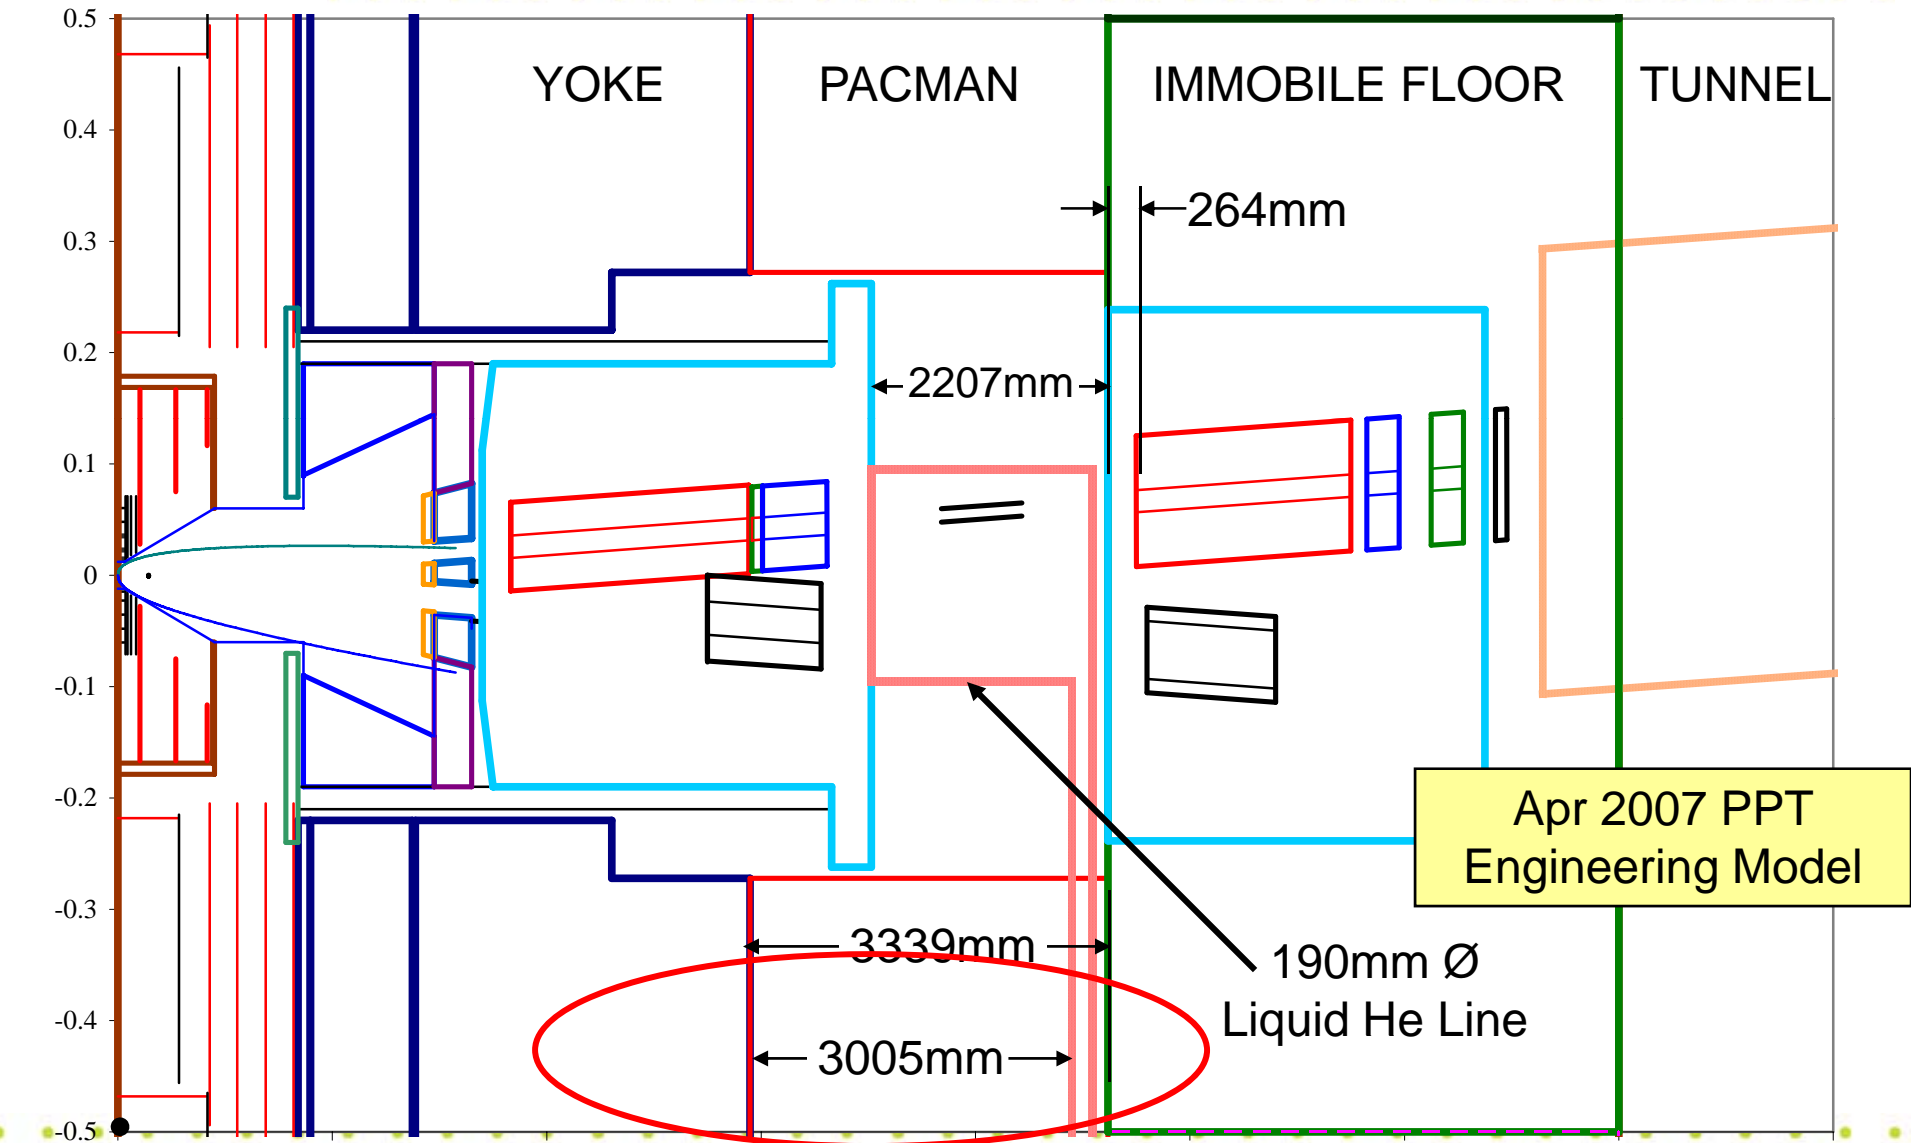 0.5
YOKE PACMAN IMMOBILE FLOOR TUNNEL
0.4
0.3
264mm
0.2
2207mm
0.1
0
-0.1
-0.2
Apr 2007 PPT
Engineering Model
-0.3
3339mm
190mm Ø
Liquid He Line
-0.4
3005mm
-0.5